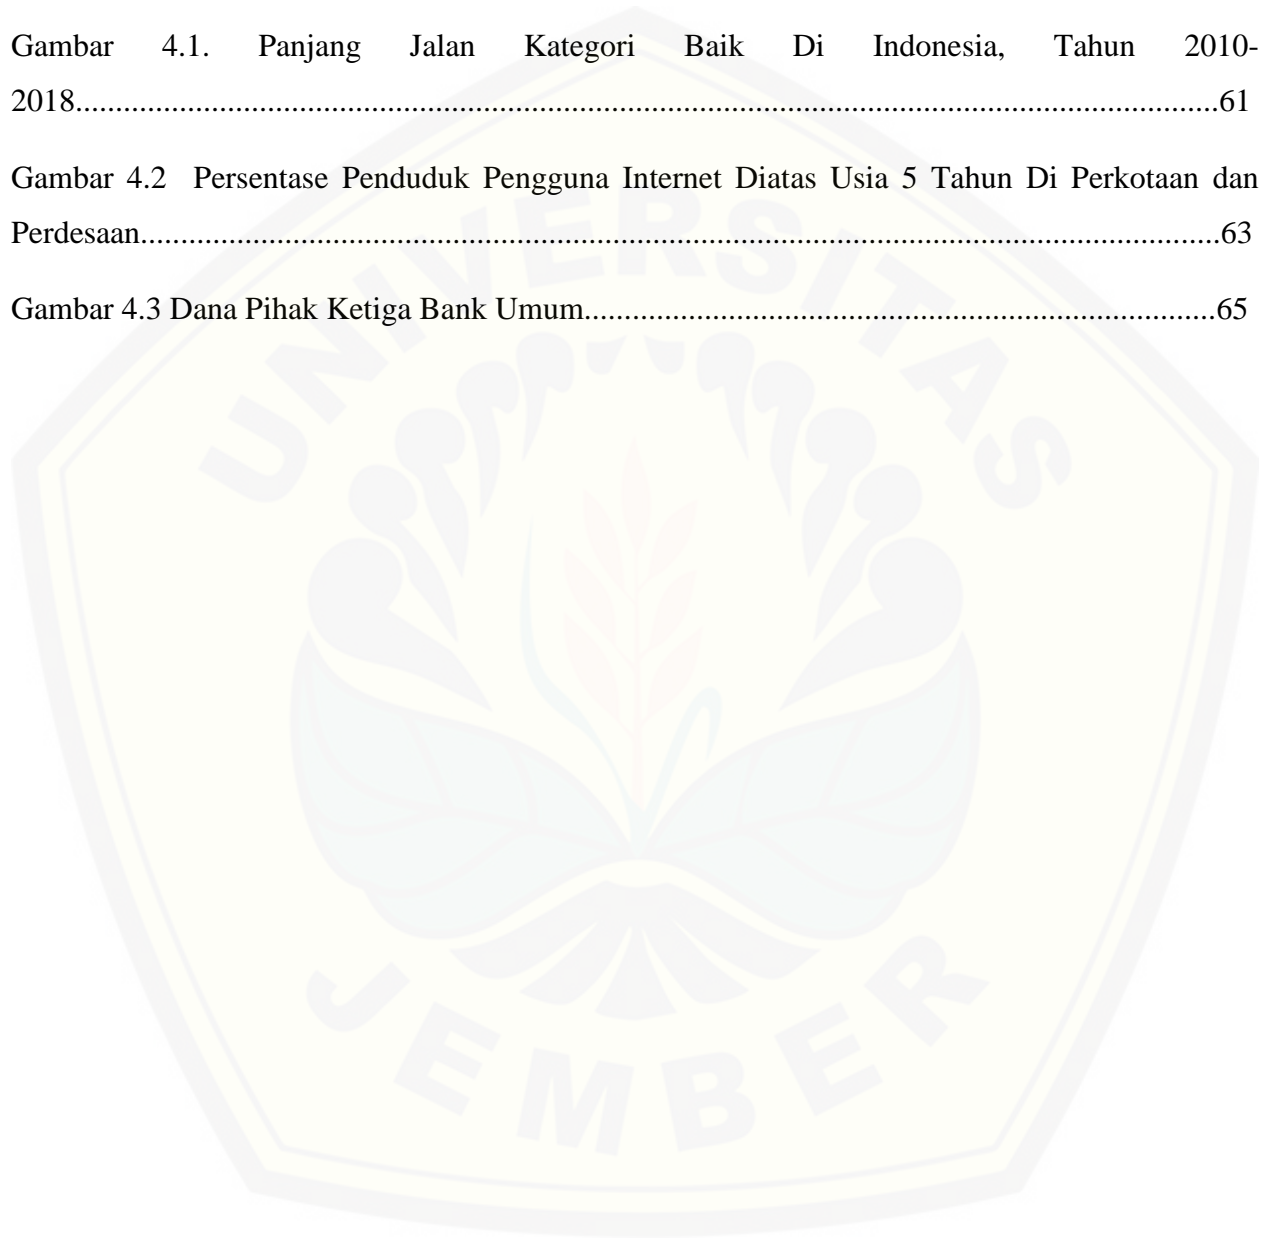 Gambar 4.1. Panjang Jalan Kategori Baik Di Indonesia, Tahun 2010-
2018...............................................................................................................................................61
Gambar 4.2 Persentase Penduduk Pengguna Internet Diatas Usia 5 Tahun Di Perkotaan dan
Perdesaan.......................................................................................................................................63
Gambar 4.3 Dana Pihak Ketiga Bank Umum...............................................................................65
UNIVERSITAS
JEMBER